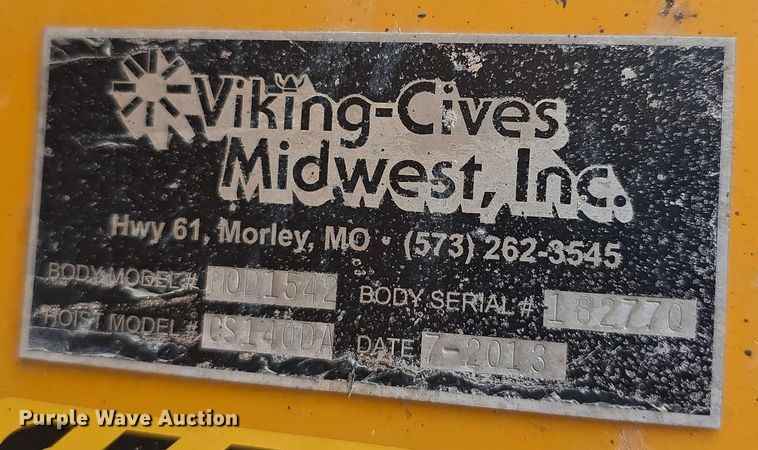 Viking-Cives
Midwest, Inc.
Hwy 61, Morley, MO • (573) 262-3545
BODY MODEL # POD1542 BODY SERIAL # 182770
HOIST MODEL # CS140DA DATE 7-2013
Purple Wave Auction